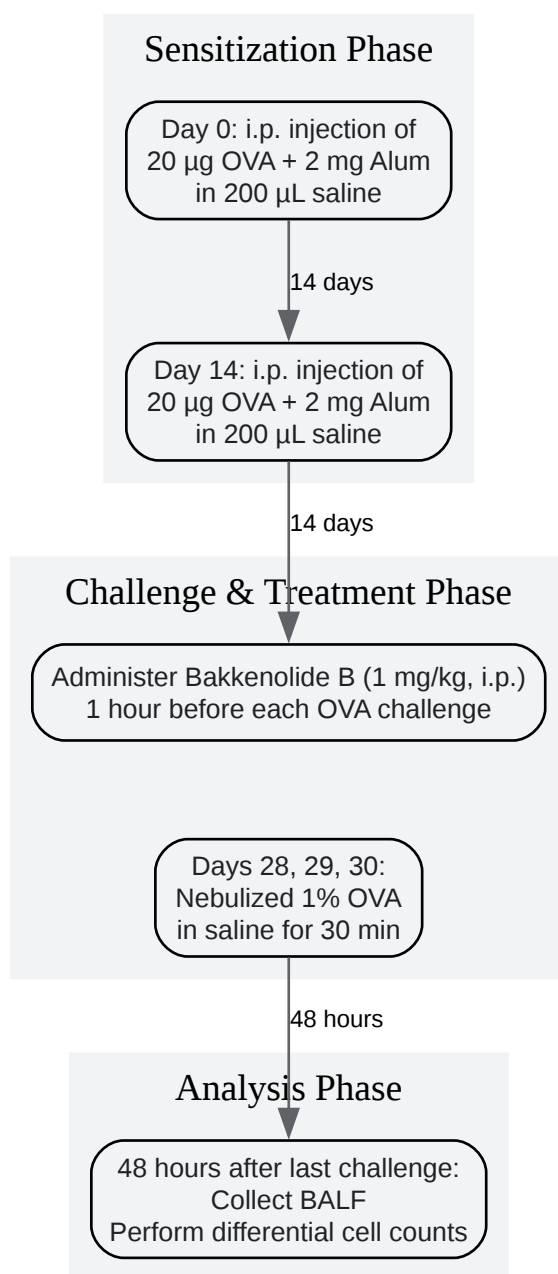 Sensitization Phase
Day 0: i.p. injection of
20 µg OVA + 2 mg Alum
in 200 µL saline
14 days
Day 14: i.p. injection of
20 µg OVA + 2 mg Alum
in 200 µL saline
14 days
Challenge & Treatment Phase
Administer Bakkenolide B (1 mg/kg, i.p.)
1 hour before each OVA challenge
Days 28, 29, 30:
Nebulized 1% OVA
in saline for 30 min
48 hours
Analysis Phase
48 hours after last challenge:
Collect BALF
Perform differential cell counts